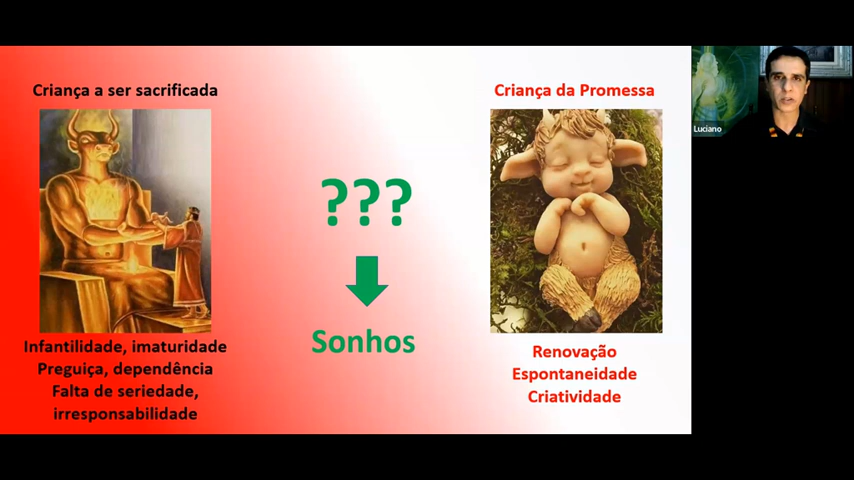 Criança a ser sacrificada
Infantilidade, imaturidade
Preguiça, dependência
Falta de seriedade,
irresponsabilidade
???
Sonhos
Criança da Promessa
Renovação
Espontaneidade
Criatividade
Luciano